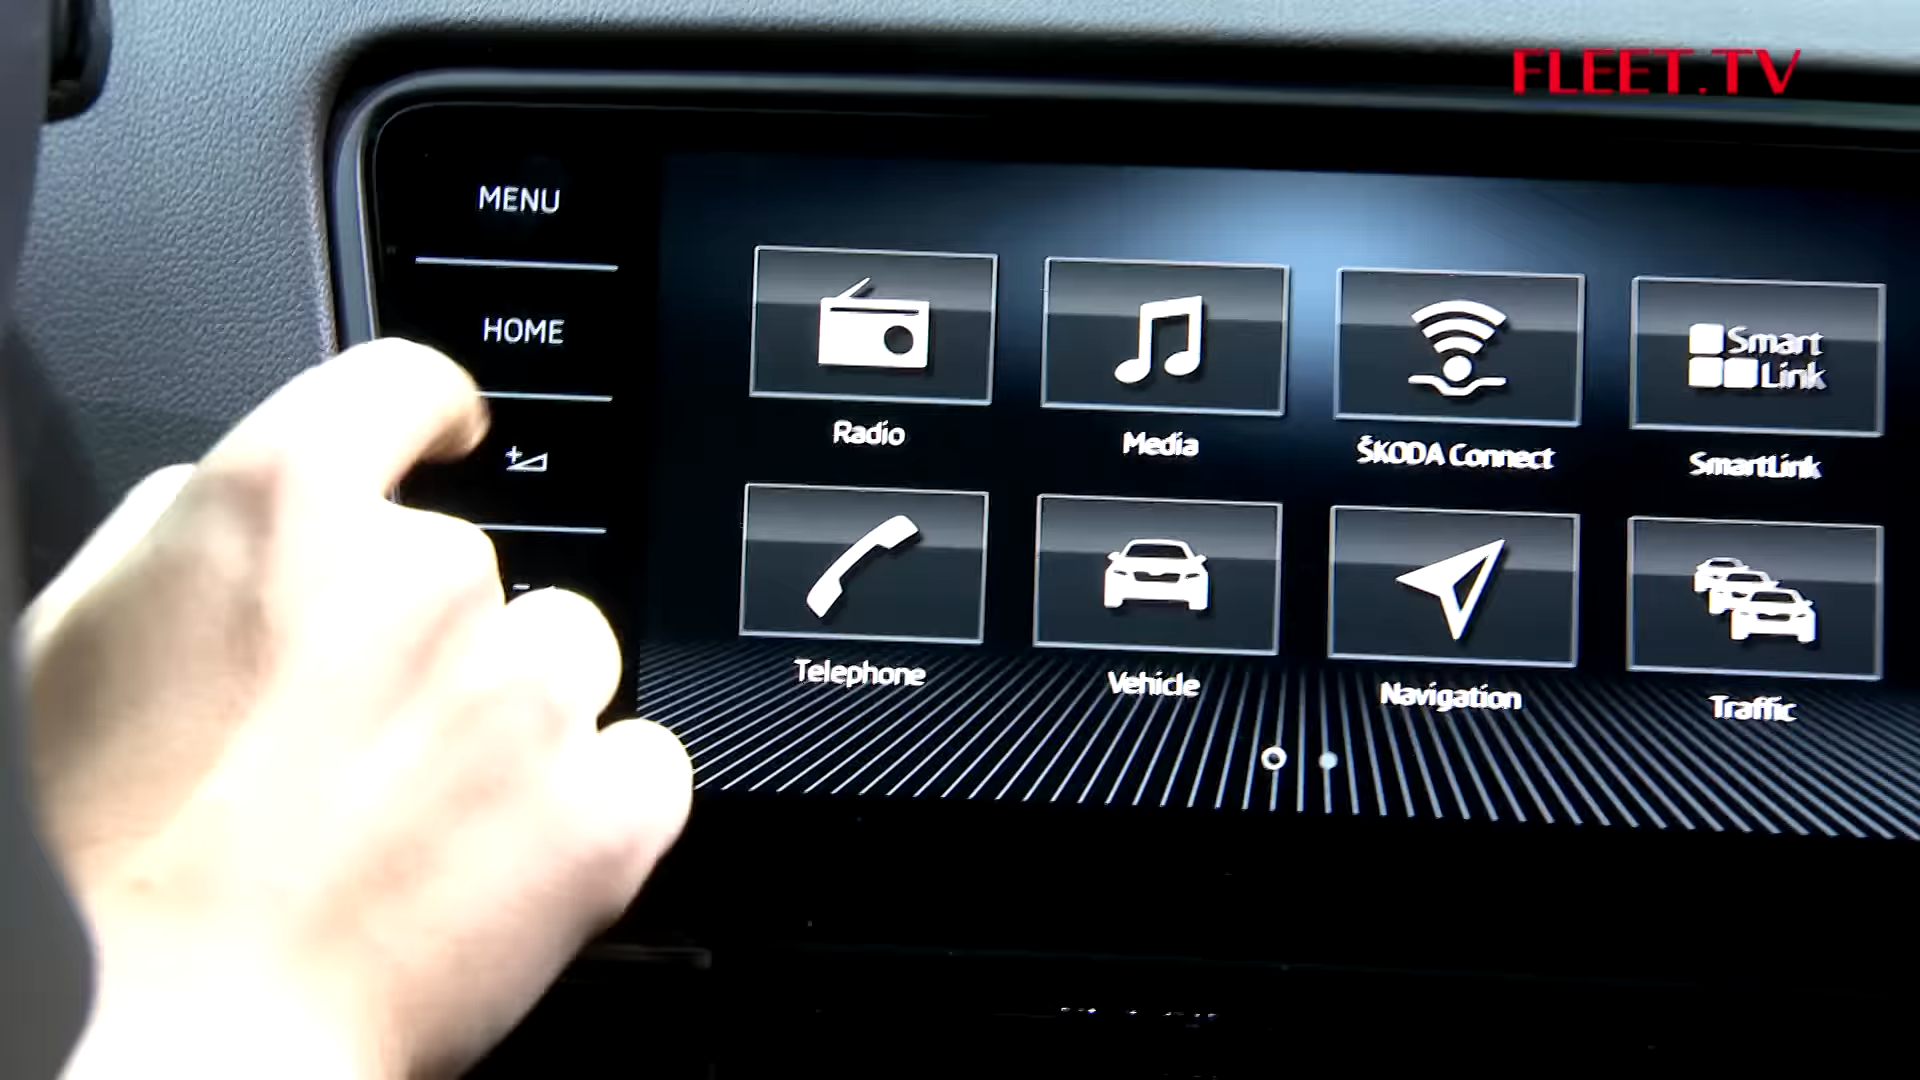 FLEET.TV
MENU
HOME
Radio
Media
ŠKODA Connect
Smart
Link
SmartLink
Telephone
Vehicle
Navigation
Traffic